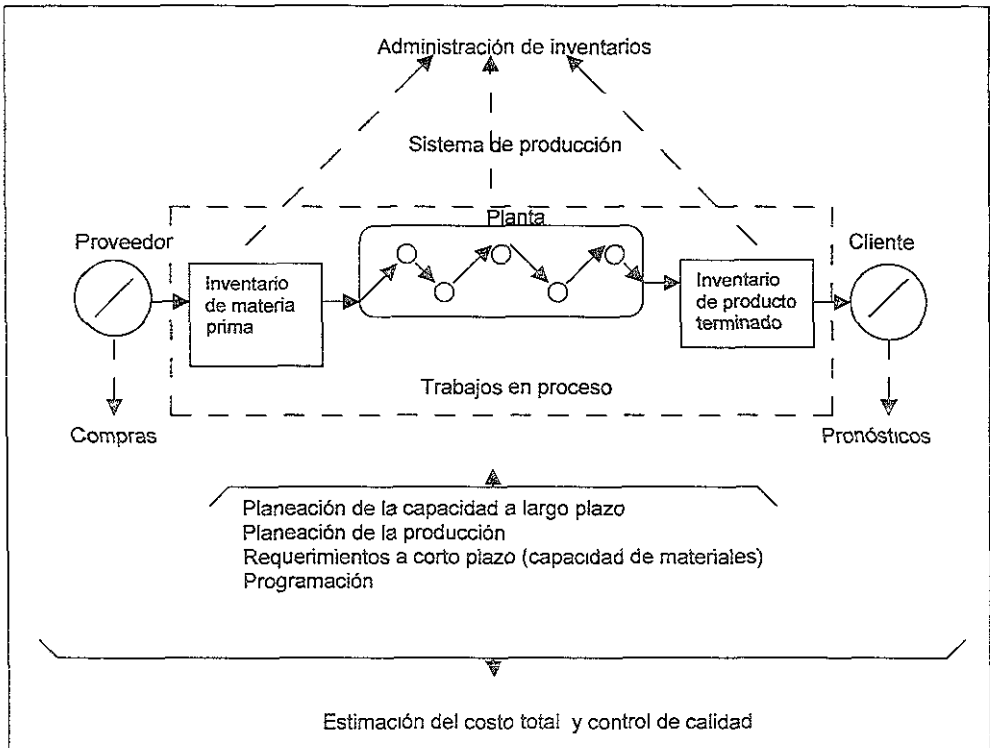 Administración de inventarios
Sistema de producción
Planta
Proveedor
Cliente
Inventario
de materia
prima
Inventario
de producto
terminado
Trabajos en proceso
Compras
Pronósticos
Planeación de la capacidad a largo plazo
Planeación de la producción
Requerimientos a corto plazo (capacidad de materiales)
Programación
Estimación del costo total y control de calidad